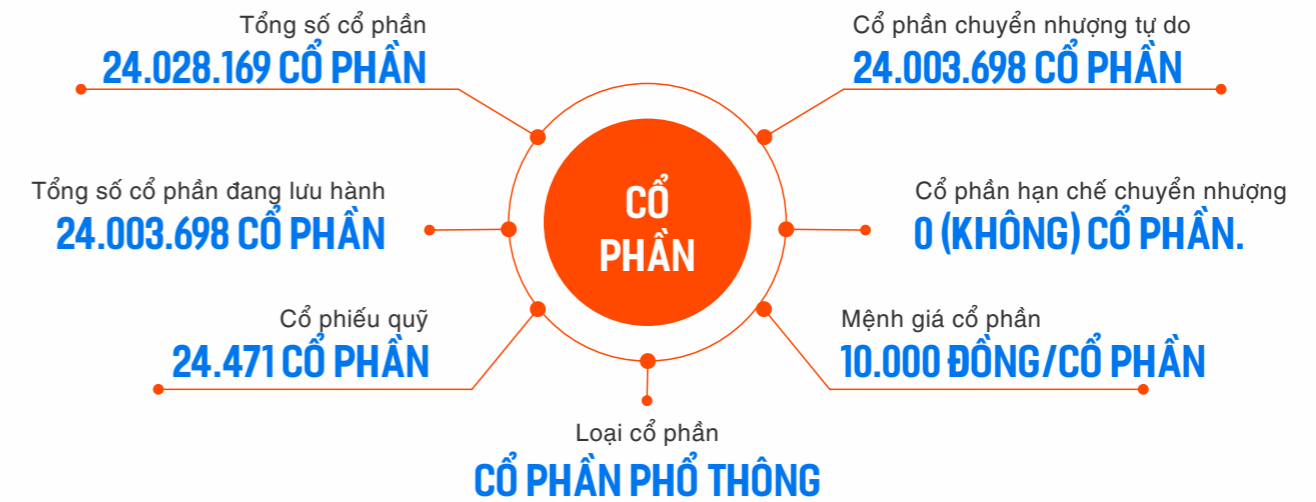 Tổng số cổ phần
24.028.169 CỔ PHẦN
Cổ phần chuyển nhượng tự do
24.003.698 CỔ PHẦN
Tổng số cổ phần đang lưu hành
24.003.698 CỔ PHẦN
CỔ
PHẦN
Cổ phần hạn chế chuyển nhượng
0 (KHÔNG) CỔ PHẦN.
Cổ phiếu quỹ
24.471 CỔ PHẦN
Mệnh giá cổ phần
10.000 ĐỒNG/CỔ PHẦN
Loại cổ phần
CỔ PHẦN PHỔ THÔNG